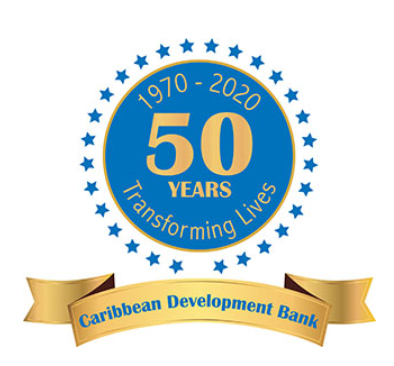 1970 - 2020
50
YEARS
Transforming Lives
Caribbean Development Bank